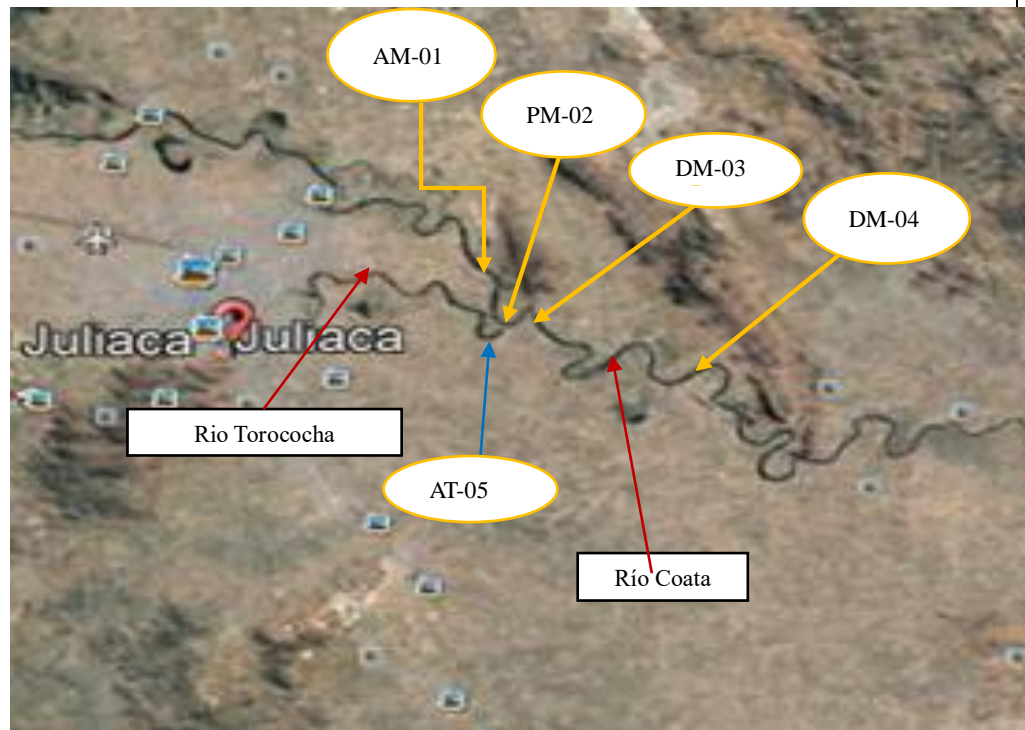 AM-01
PM-02
DM-03
DM-04
Juliaca Juliaca
Rio Torococha
AT-05
Río Coata